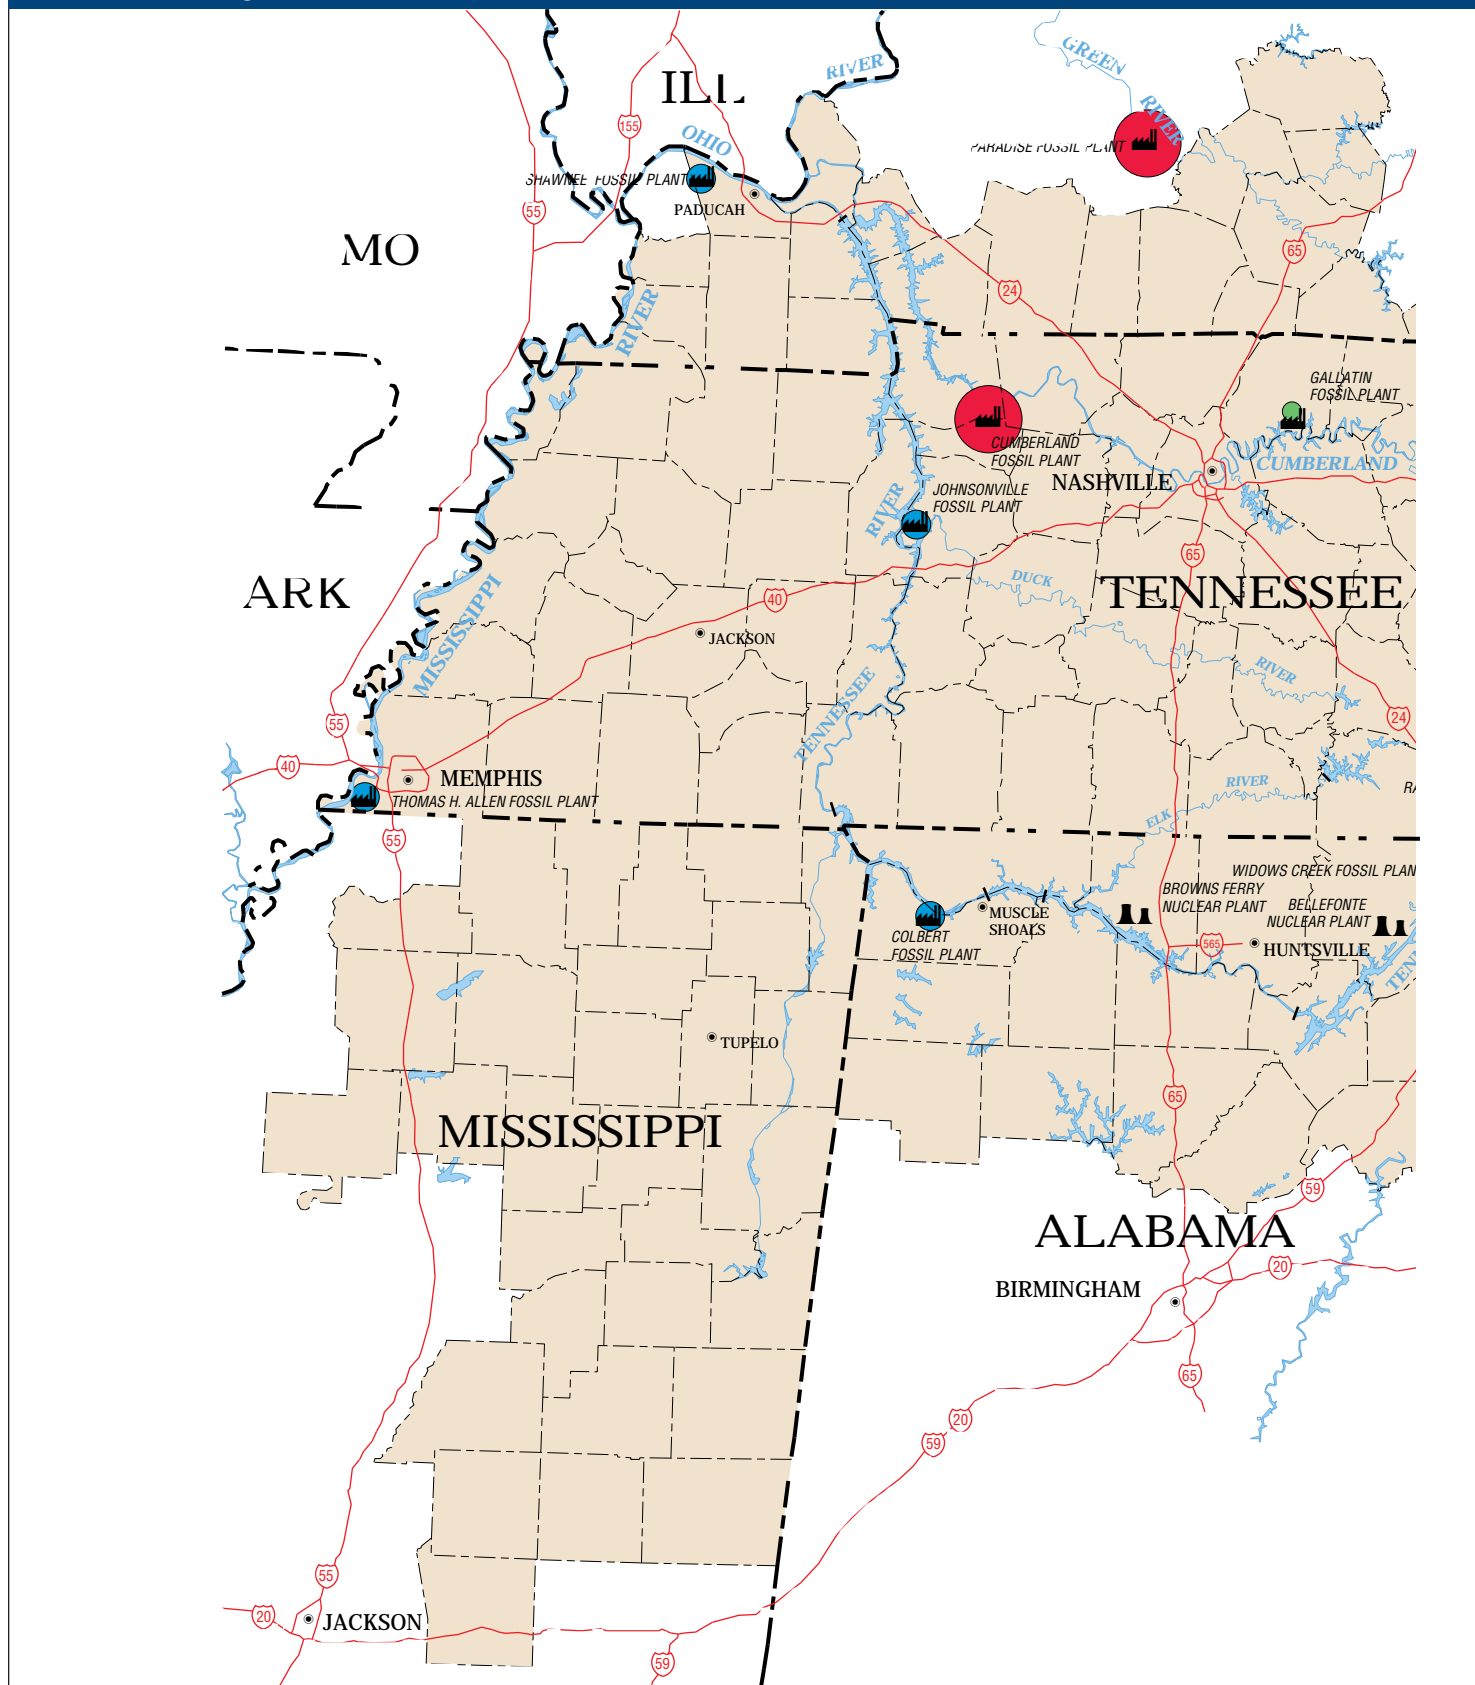 ILL
RIVER
GREEN
RIVER
155
OHIO
PARADISE FOSSIL PLANT
SHAWNEE FOSSIL PLANT
PADUCAH
55
MO
65
24
RIVER
GALLATIN
FOSSIL PLANT
CUMBERLAND
FOSSIL PLANT
CUMBERLAND
NASHVILLE
JOHNSONVILLE
FOSSIL PLANT
RIVER
65
DUCK
TENNESSEE
ARK
MISSISSIPPI
40
JACKSON
RIVER
TENNESSEE
24
55
40
MEMPHIS
THOMAS H. ALLEN FOSSIL PLANT
RIVER
ELK
55
WIDOWS CREEK FOSSIL PLAN
BROWNS FERRY
NUCLEAR PLANT
BELLEFONTE
NUCLEAR PLANT
MUSCLE
SHOALS
COLBERT
FOSSIL PLANT
565
HUNTSVILLE
TENN
TUPELO
65
MISSISSIPPI
59
ALABAMA
20
BIRMINGHAM
65
20
59
55
20
JACKSON
59